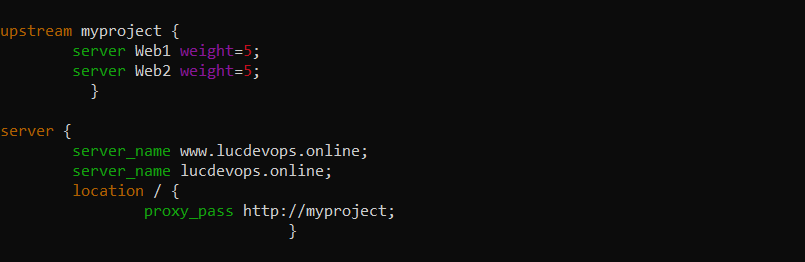 upstream myproject {
server Web1 weight=5;
server Web2 weight=5;
}
server {
server_name www.lucdevops.online;
server_name lucdevops.online;
location / {
proxy_pass http://myproject;
}